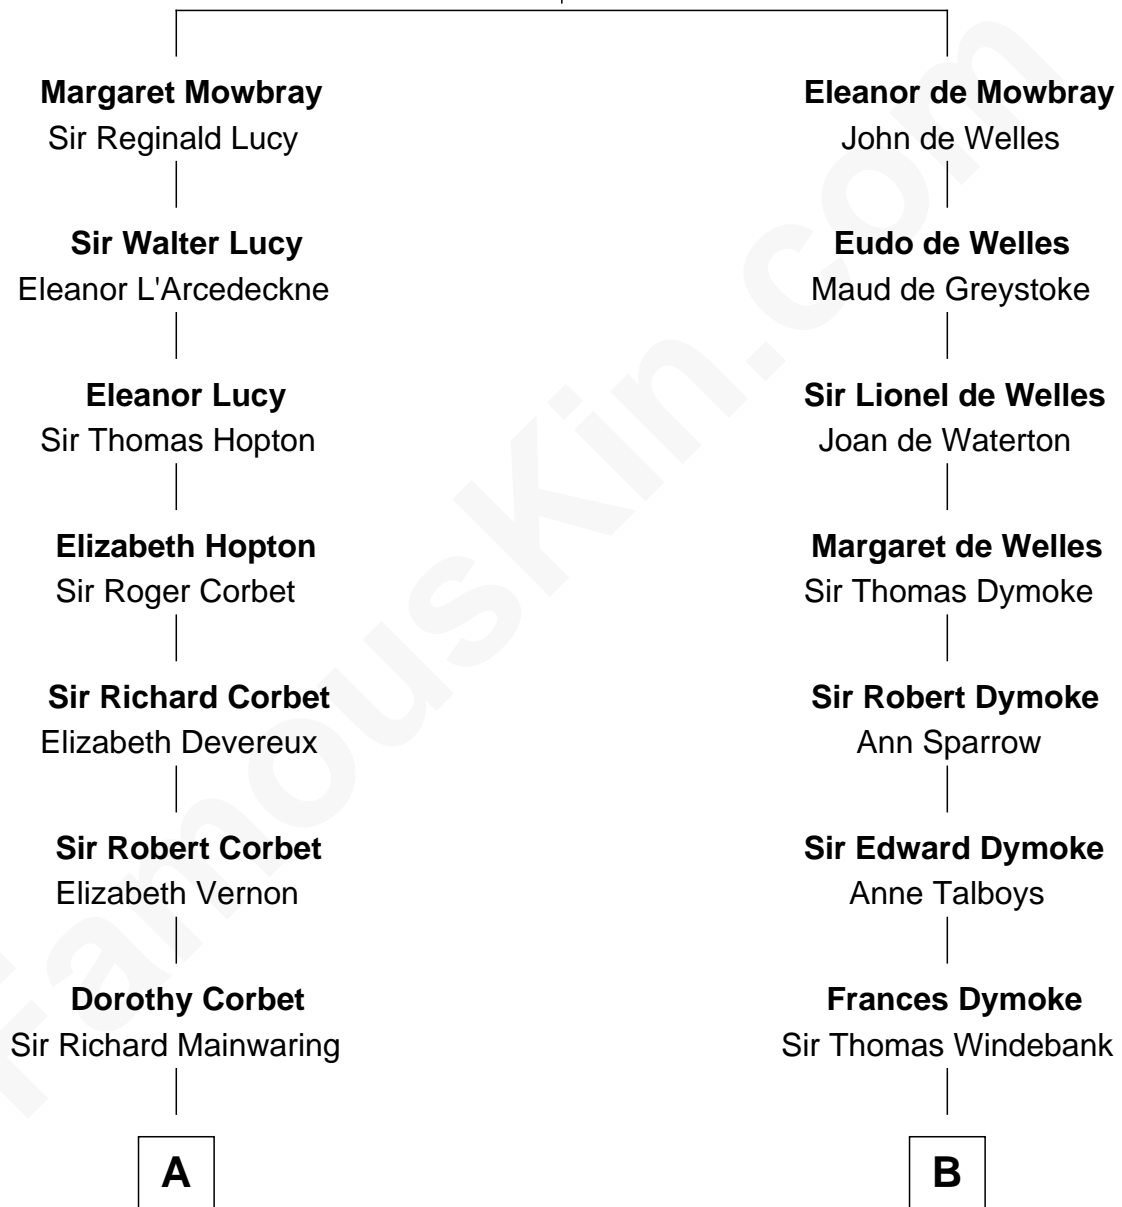 Margaret Mowbray
Sir Reginald Lucy
Eleanor de Mowbray
John de Welles
Sir Walter Lucy
Eleanor L'Arcedeckne
Eudo de Welles
Maud de Greystoke
Eleanor Lucy
Sir Thomas Hopton
Sir Lionel de Welles
Joan de Waterton
Elizabeth Hopton
Sir Roger Corbet
Margaret de Welles
Sir Thomas Dymoke
Sir Richard Corbet
Elizabeth Devereux
Sir Robert Dymoke
Ann Sparrow
Sir Robert Corbet
Elizabeth Vernon
Sir Edward Dymoke
Anne Talboys
Dorothy Corbet
Sir Richard Mainwaring
Frances Dymoke
Sir Thomas Windebank
A
B
FamousKin.com